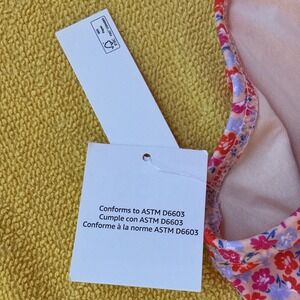 Conforms to ASTM D6603
Cumple con ASTM D6603
Conforme à la norme ASTM D6603